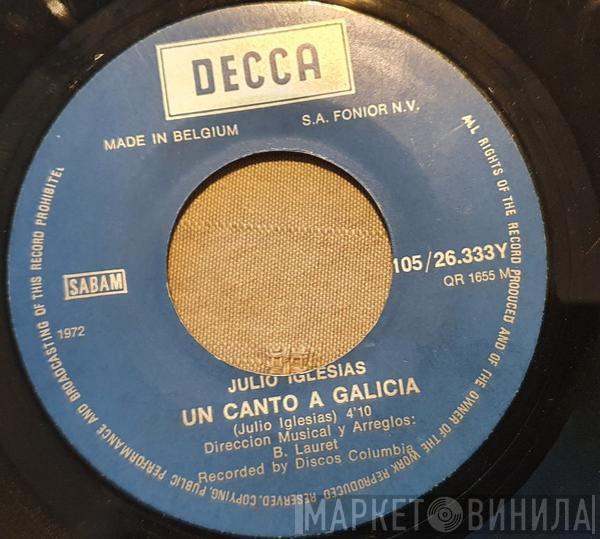 DECCA
MADE IN BELGIUM
S.A. FONIOR N.V.
105/26.333Y
QR 1655 M
SABAM
1972
JULIO IGLESIAS
UN CANTO A GALICIA
(Julio Iglesias) 4'10
Direccion Musical y Arreglos:
B. Lauret
Recorded by Discos Columbia
ALL RIGHTS OF THE RECORD PRODUCED AND OF THE OWNER OF THE WORK REPRODUCED RESERVED.COPYING,PUBLIC PERFORMANCE AND BROADCASTING OF THIS RECORD PROHIBITED
МАРКЕТ ВИНИЛА